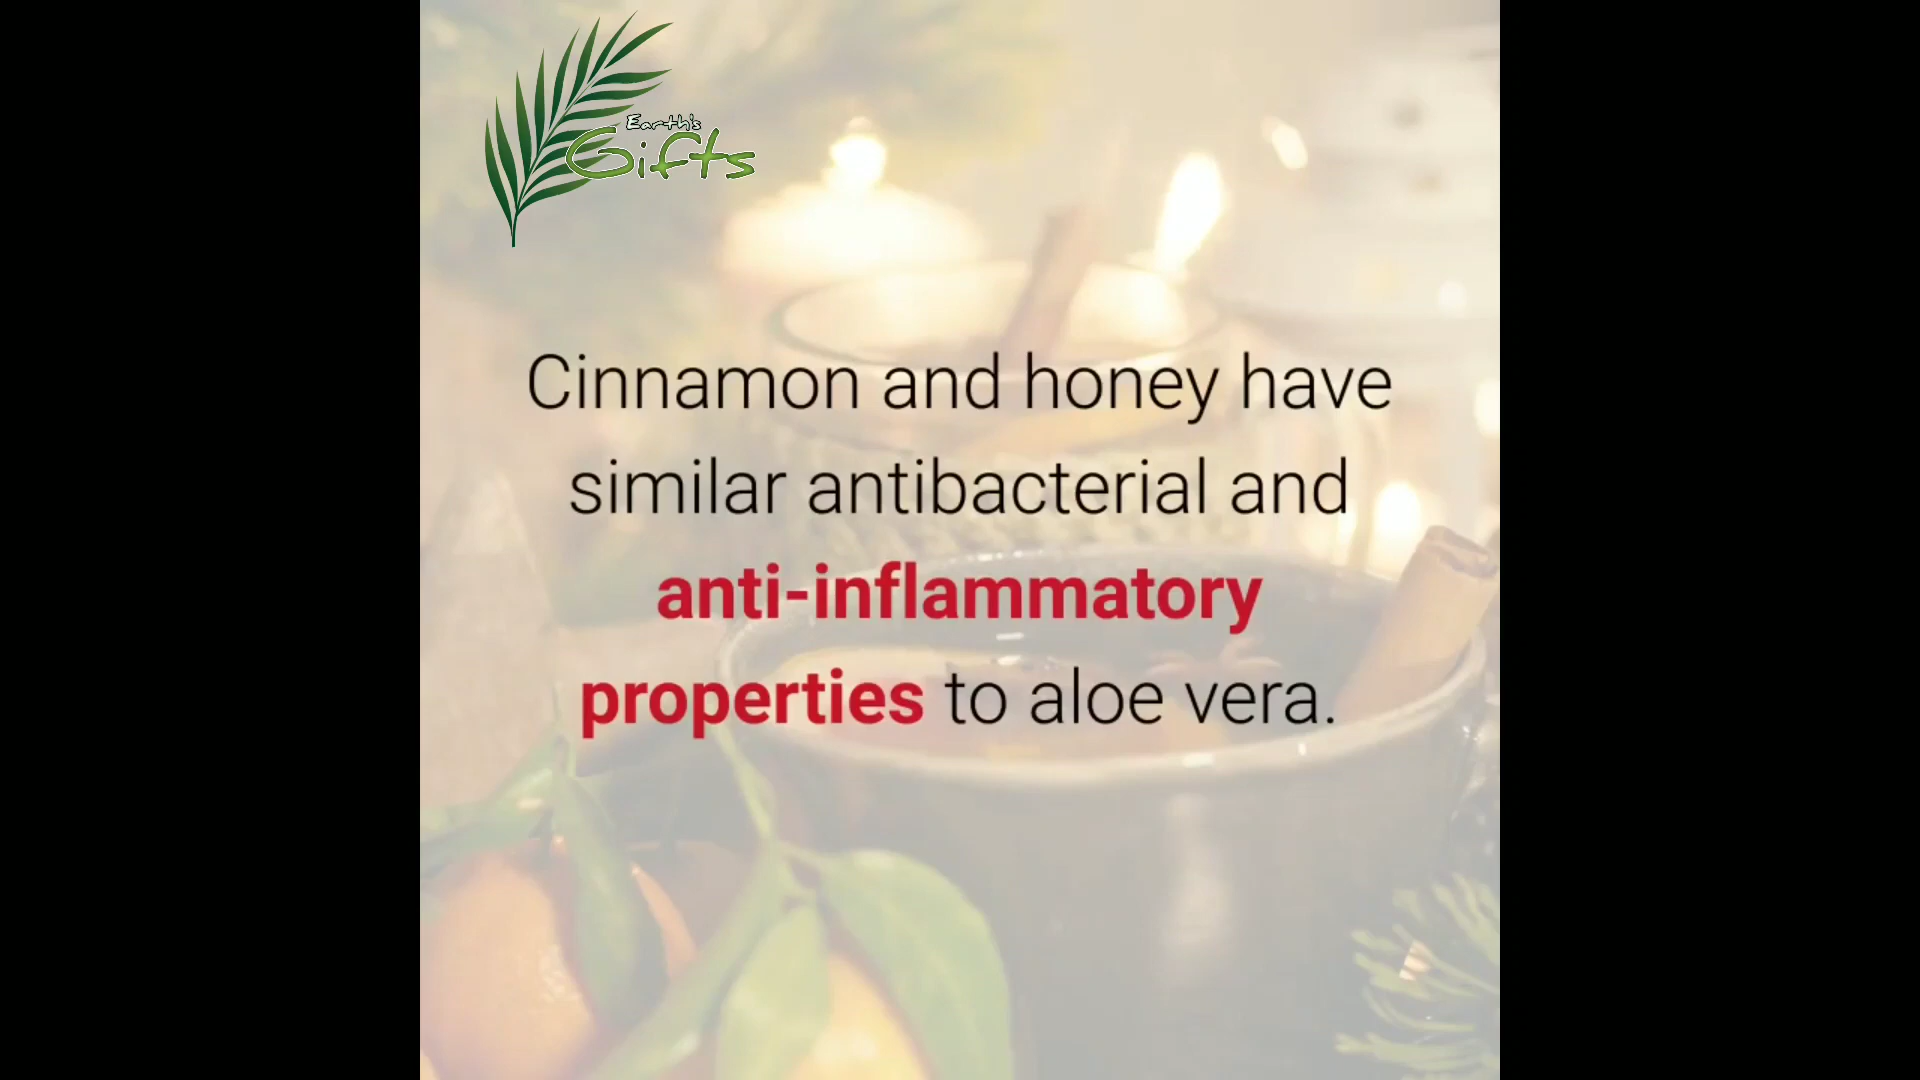 Earth's
Gifts
Cinnamon and honey have
similar antibacterial and
anti-inflammatory
properties to aloe vera.